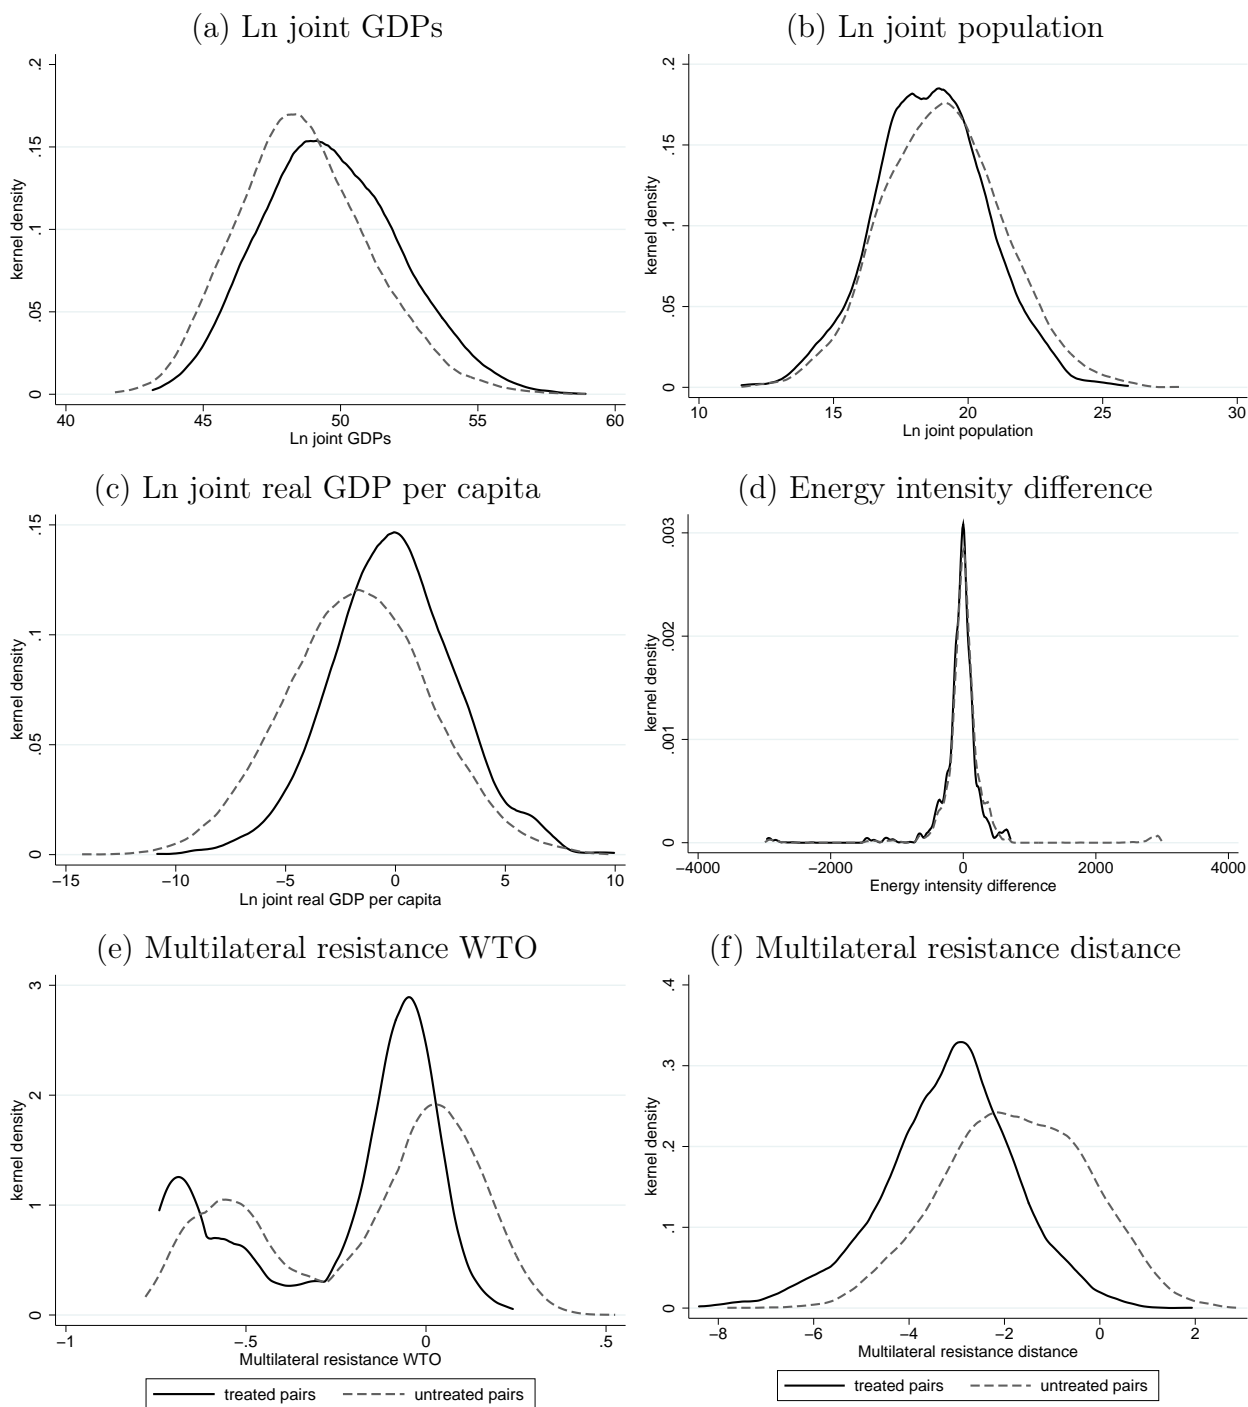 (a) Ln joint GDPs
kernel density
0 .05 .1 .15 .2
40 45 50 55 60
Ln joint GDPs
(b) Ln joint population
kernel density
0 .05 .1 .15 .2
10 15 20 25 30
Ln joint population
(c) Ln joint real GDP per capita
kernel density
0 .05 .1 .15
−15 −10 −5 0 5 10
Ln joint real GDP per capita
(d) Energy intensity difference
kernel density
0 .001 .002 .003
−4000 −2000 0 2000 4000
Energy intensity difference
(e) Multilateral resistance WTO
kernel density
0 1 2 3
−1 −.5 0 .5
Multilateral resistance WTO
treated pairs untreated pairs
(f) Multilateral resistance distance
kernel density
0 .1 .2 .3 .4
−8 −6 −4 −2 0 2
Multilateral resistance distance
treated pairs untreated pairs